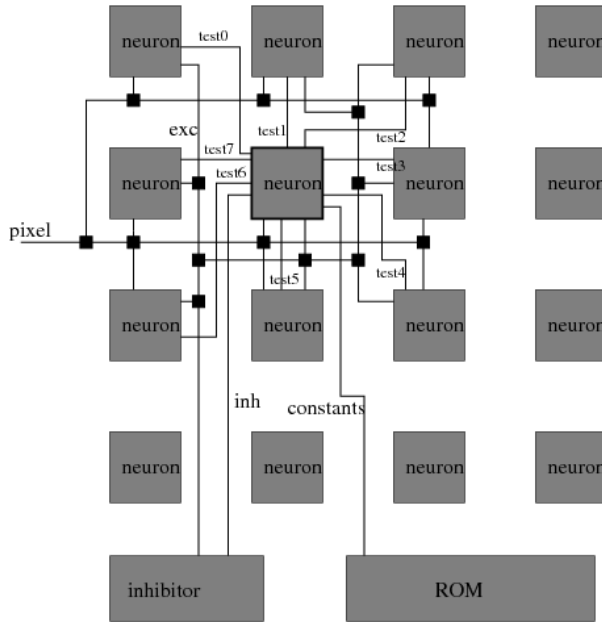 neuron test0 neuron neuron neuron
exc test1 test2
test7 test3
neuron test6 neuron neuron neuron
pixel
test5 test4
neuron neuron neuron neuron
inh constants
neuron neuron neuron neuron
inhibitor ROM